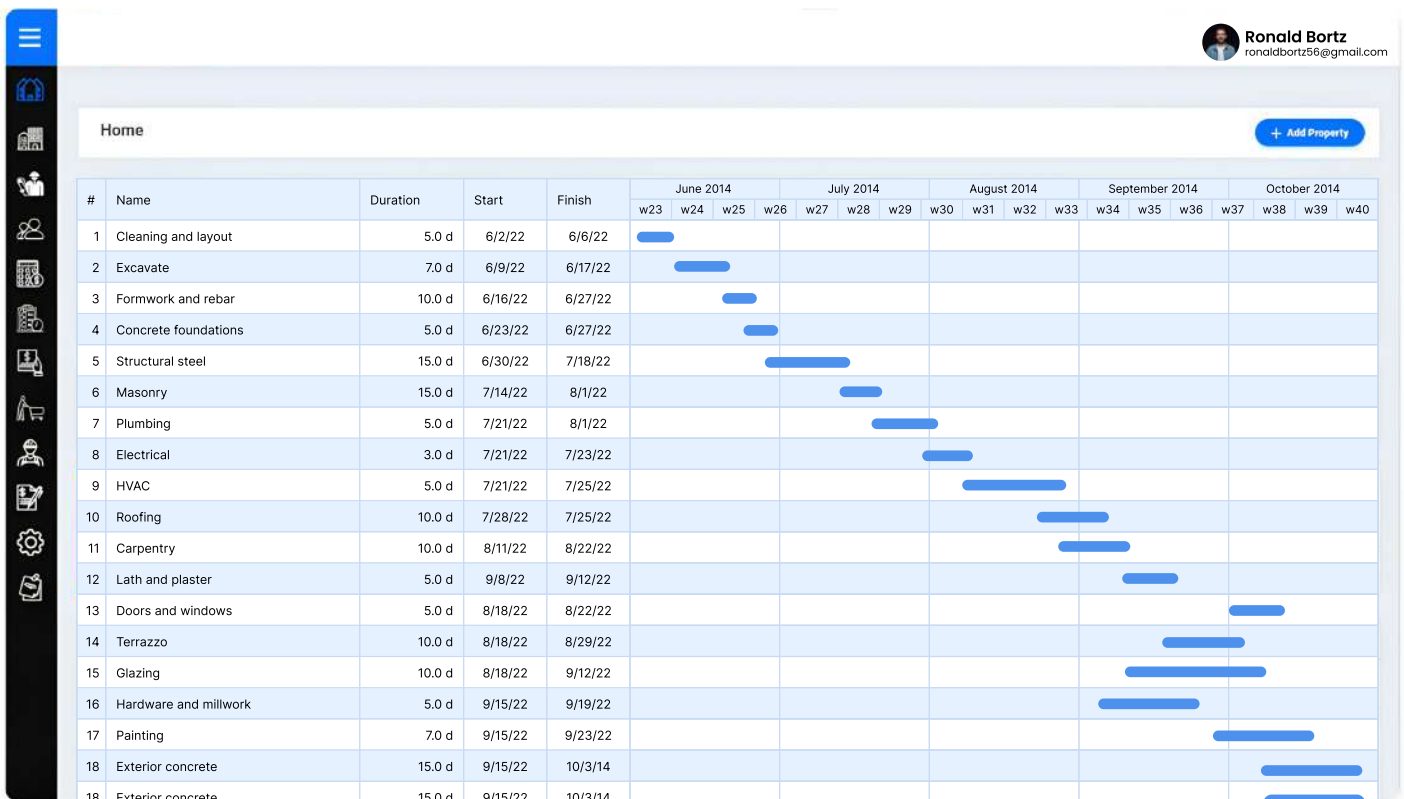 Ronald Bortz
ronaldbortz56@gmail.com
Home
+ Add Property
# Name Duration Start Finish June 2014 July 2014 August 2014 September 2014 October 2014
w23 w24 w25 w26 w27 w28 w29 w30 w31 w32 w33 w34 w35 w36 w37 w38 w39 w40
1 Cleaning and layout 5.0 d 6/2/22 6/6/22
2 Excavate 7.0 d 6/9/22 6/17/22
3 Formwork and rebar 10.0 d 6/16/22 6/27/22
4 Concrete foundations 5.0 d 6/23/22 6/27/22
5 Structural steel 15.0 d 6/30/22 7/18/22
6 Masonry 15.0 d 7/14/22 8/1/22
7 Plumbing 5.0 d 7/21/22 8/1/22
8 Electrical 3.0 d 7/21/22 7/23/22
9 HVAC 5.0 d 7/21/22 7/25/22
10 Roofing 10.0 d 7/28/22 7/25/22
11 Carpentry 10.0 d 8/11/22 8/22/22
12 Lath and plaster 5.0 d 9/8/22 9/12/22
13 Doors and windows 5.0 d 8/18/22 8/22/22
14 Terrazzo 10.0 d 8/18/22 8/29/22
15 Glazing 10.0 d 8/18/22 9/12/22
16 Hardware and millwork 5.0 d 9/15/22 9/19/22
17 Painting 7.0 d 9/15/22 9/23/22
18 Exterior concrete 15.0 d 9/15/22 10/3/14
18 Exterior concrete 15.0 d 9/15/22 10/3/14